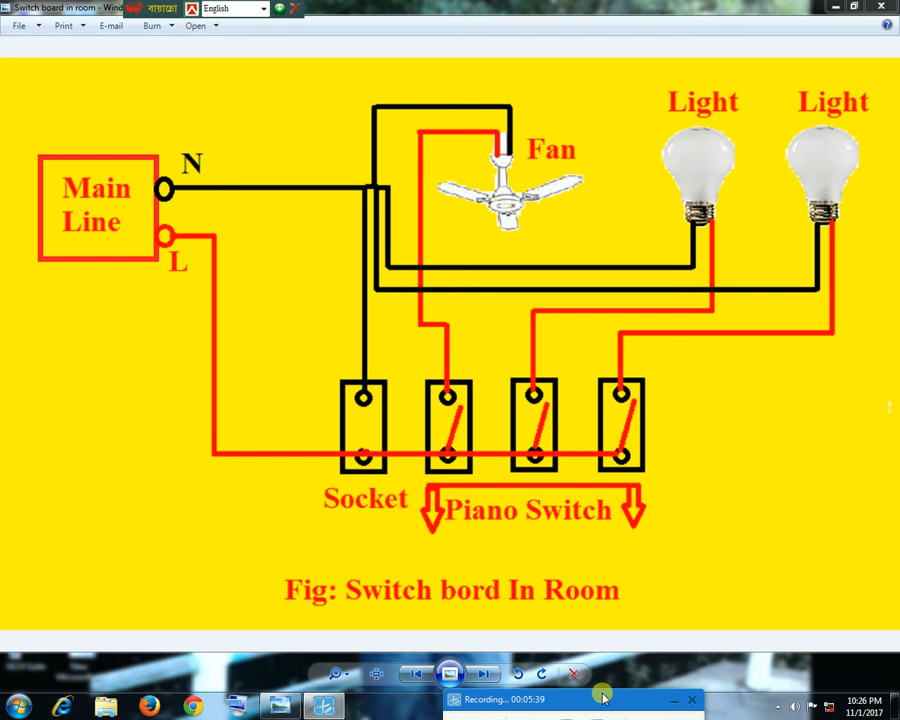 Switch board in room - Wind
বায়ান্নো
English
File Print E-mail Burn Open
Light Light
N
Fan
Main
Line
L
Socket Piano Switch
Fig: Switch bord In Room
Recording... 00:05:39
10:26 PM
11/1/2017